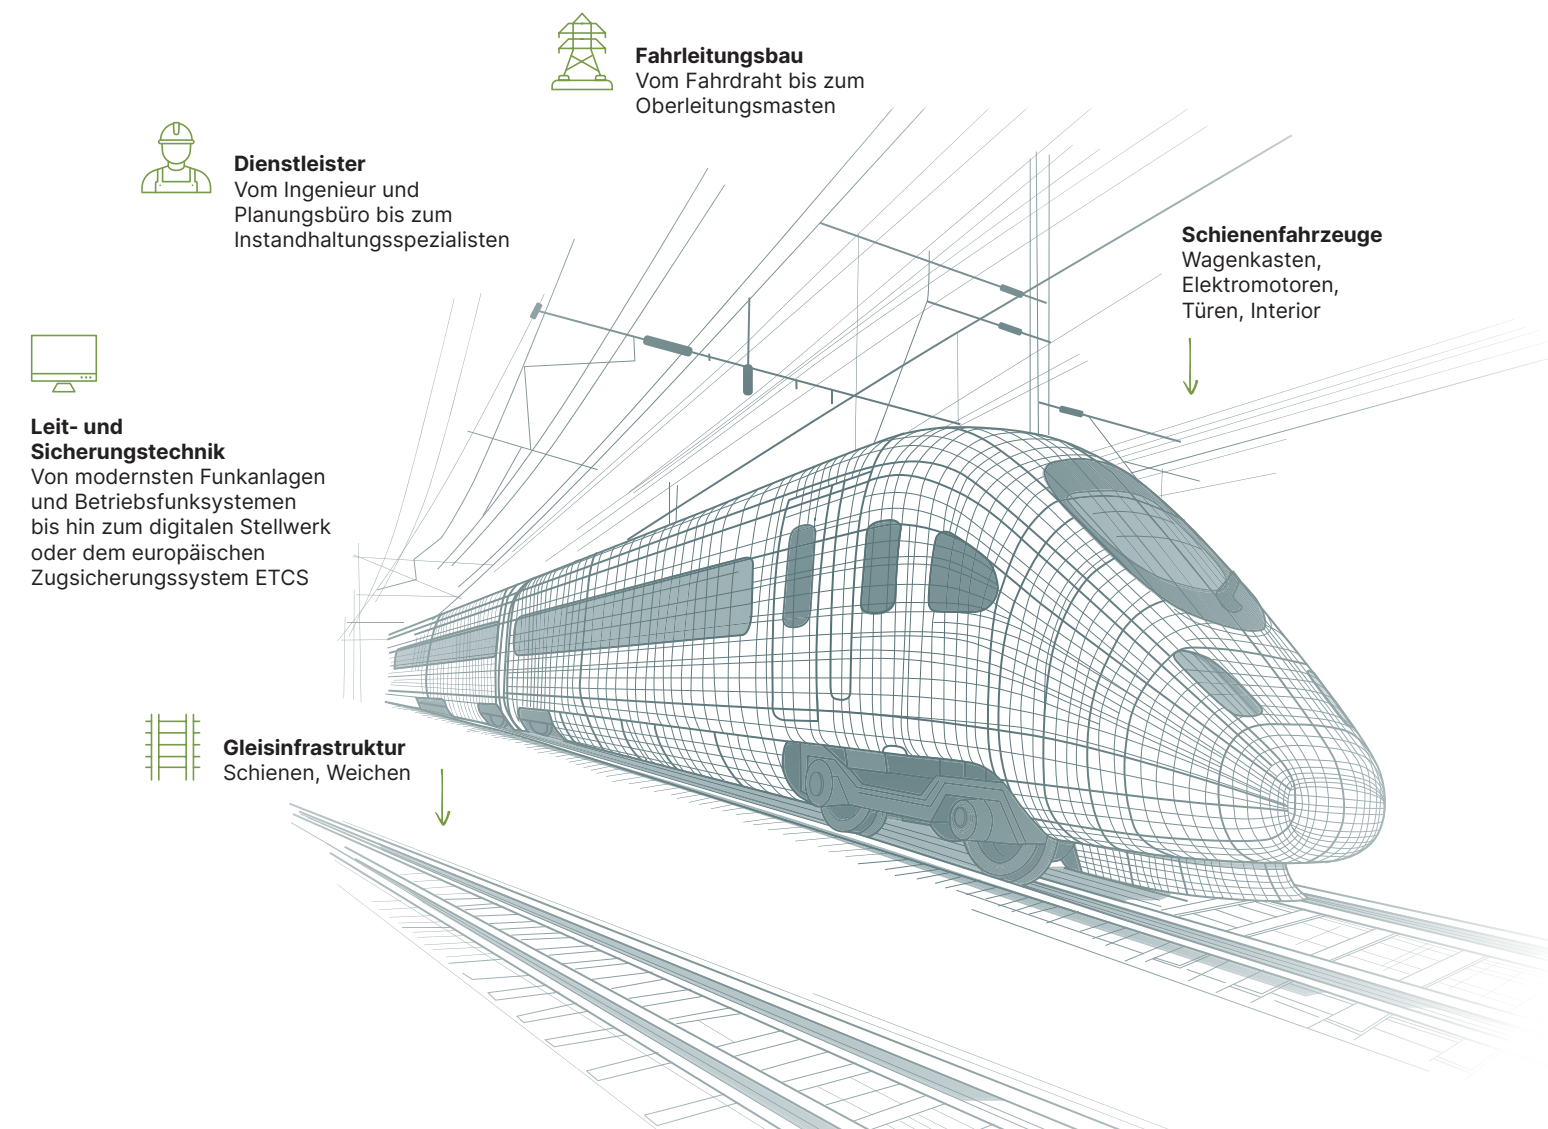 Fahrleitungsbau
Vom Fahrdraht bis zum
Oberleitungsmasten
Dienstleister
Vom Ingenieur und
Planungsbüro bis zum
Instandhaltungsspezialisten
Schienenfahrzeuge
Wagenkasten,
Elektromotoren,
Türen, Interior
Leit- und
Sicherungstechnik
Von modernsten Funkanlagen
und Betriebsfunksystemen
bis hin zum digitalen Stellwerk
oder dem europäischen
Zugsicherungssystem ETCS
Gleisinfrastruktur
Schienen, Weichen